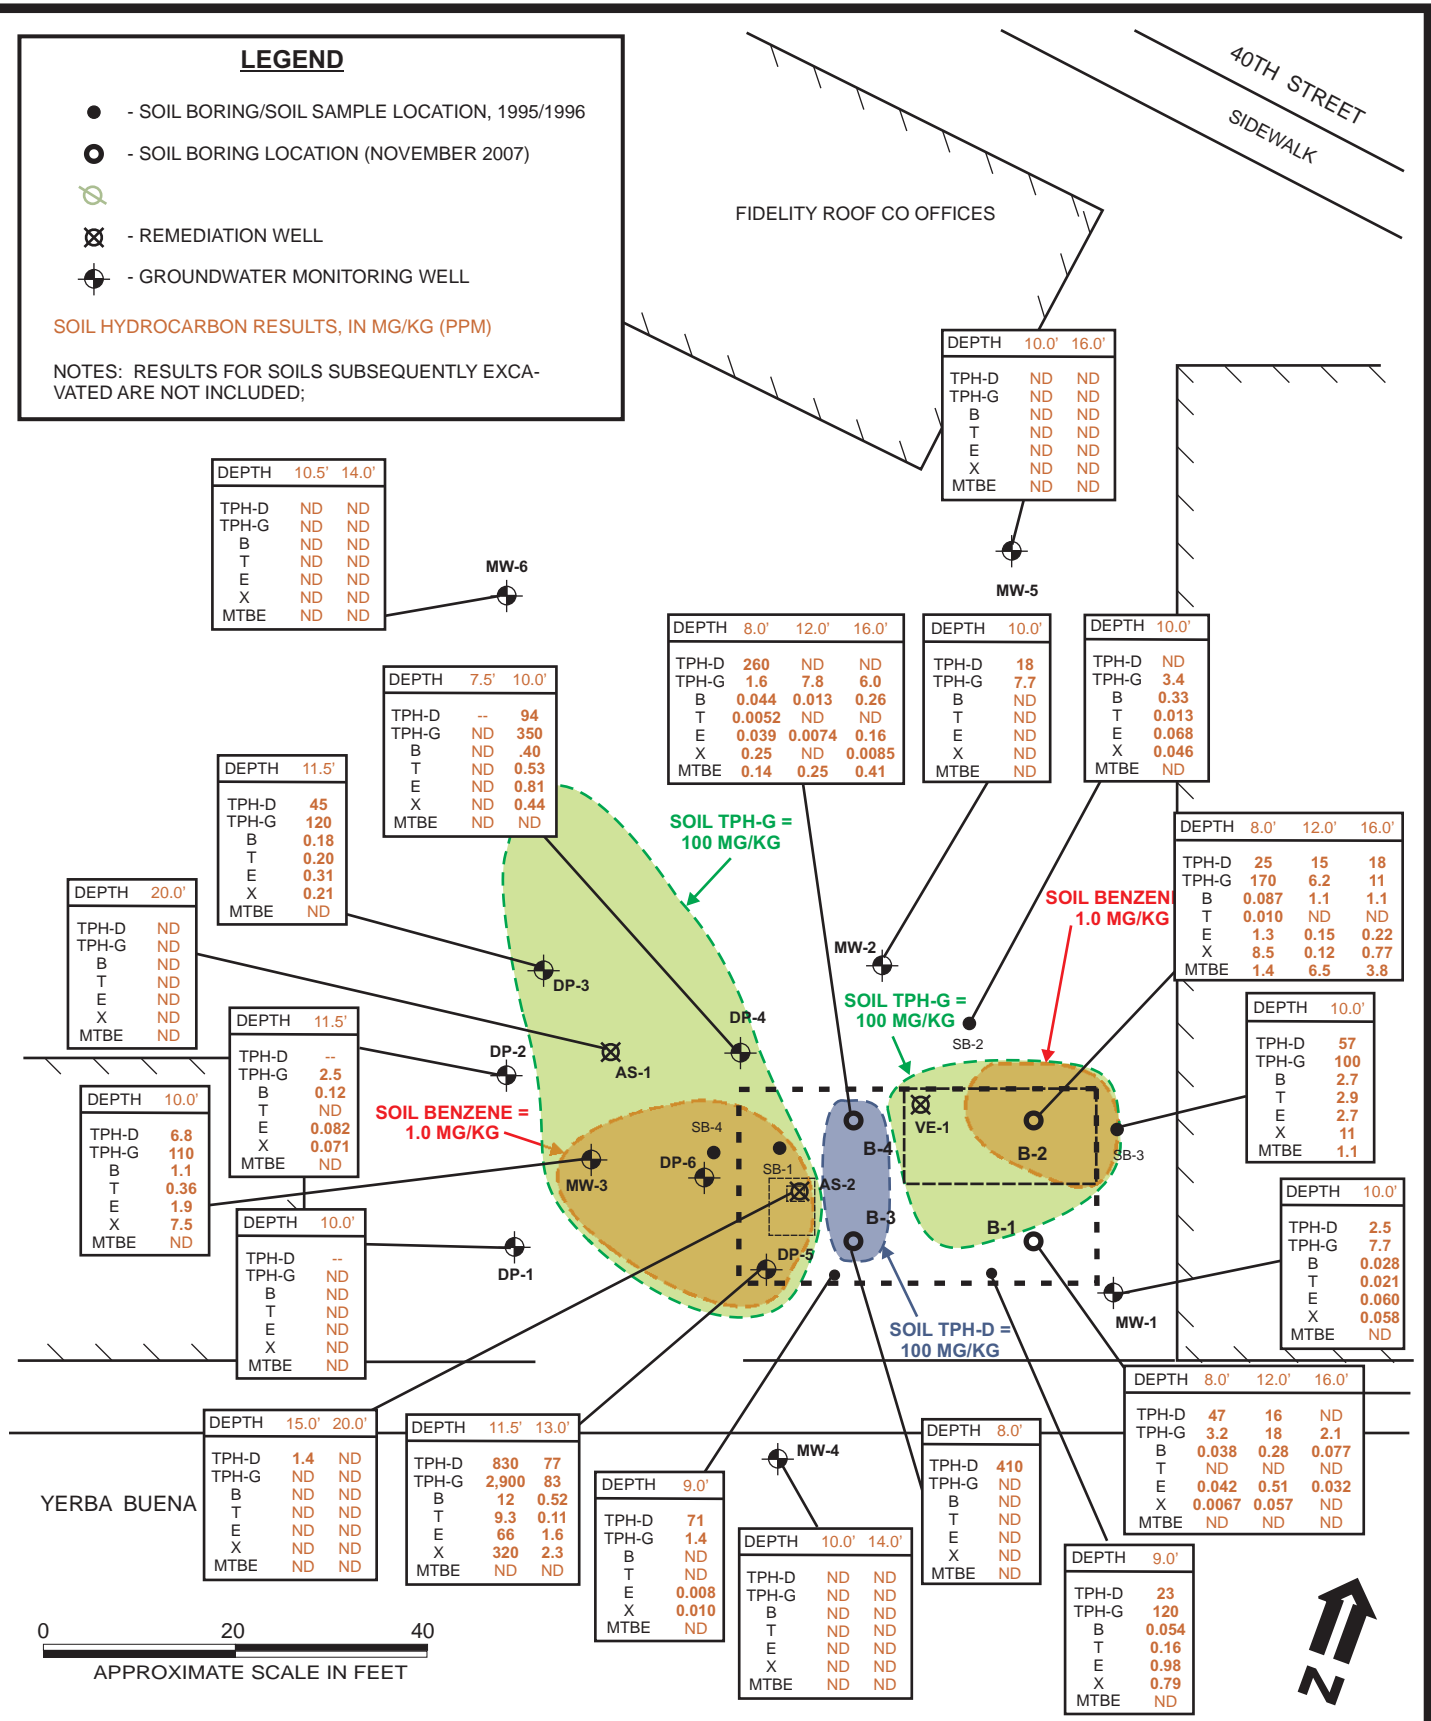 LEGEND
- SOIL BORING/SOIL SAMPLE LOCATION, 1995/1996
- SOIL BORING LOCATION (NOVEMBER 2007)
- REMEDIATION WELL
- GROUNDWATER MONITORING WELL
SOIL HYDROCARBON RESULTS, IN MG/KG (PPM)
NOTES: RESULTS FOR SOILS SUBSEQUENTLY EXCA-
VATED ARE NOT INCLUDED;
40TH STREET
SIDEWALK
FIDELITY ROOF CO OFFICES
DEPTH 10.0' 16.0'
TPH-D ND ND
TPH-G ND ND
B ND ND
T ND ND
E ND ND
X ND ND
MTBE ND ND
MW-5
DEPTH 10.5' 14.0'
TPH-D ND ND
TPH-G ND ND
B ND ND
T ND ND
E ND ND
X ND ND
MTBE ND ND
MW-6
DEPTH 7.5' 10.0'
TPH-D -- 94
TPH-G ND 350
B ND .40
T ND 0.53
E ND 0.81
X ND 0.44
MTBE ND ND
DEPTH 8.0' 12.0' 16.0'
TPH-D 260 ND ND
TPH-G 1.6 7.8 6.0
B 0.044 0.013 0.26
T 0.0052 ND ND
E 0.039 0.0074 0.16
X 0.25 ND 0.0085
MTBE 0.14 0.25 0.41
DEPTH 10.0'
TPH-D 18
TPH-G 7.7
B ND
T ND
E ND
X ND
MTBE ND
DEPTH 10.0'
TPH-D ND
TPH-G 3.4
B 0.33
T 0.013
E 0.068
X 0.046
MTBE ND
DEPTH 11.5'
TPH-D 45
TPH-G 120
B 0.18
T 0.20
E 0.31
X 0.21
MTBE ND
SOIL TPH-G =
100 MG/KG
DEPTH 8.0' 12.0' 16.0'
TPH-D 25 15 18
TPH-G 170 6.2 11
B 0.087 1.1 1.1
T 0.010 ND ND
E 1.3 0.15 0.22
X 8.5 0.12 0.77
MTBE 1.4 6.5 3.8
SOIL BENZEN
1.0 MG/KG
DEPTH 20.0'
TPH-D ND
TPH-G ND
B ND
T ND
E ND
X ND
MTBE ND
MW-2
DP-3
SOIL TPH-G =
100 MG/KG
DP-4
SB-2
DP-2
AS-1
DEPTH 11.5'
TPH-D --
TPH-G 2.5
B 0.12
T ND
E 0.082
X 0.071
MTBE ND
DEPTH 10.0'
TPH-D 57
TPH-G 100
B 2.7
T 2.9
E 2.7
X 11
MTBE 1.1
DEPTH 10.0'
TPH-D 6.8
TPH-G 110
B 1.1
T 0.36
E 1.9
X 7.5
MTBE ND
SOIL BENZENE =
1.0 MG/KG
SB-4
VE-1
B-4
B-2
SB-3
DP-6
SB-1
MW-3
AS-2
B-3
B-1
DP-5
DP-1
DEPTH 10.0'
TPH-D --
TPH-G ND
B ND
T ND
E ND
X ND
MTBE ND
DEPTH 10.0'
TPH-D 2.5
TPH-G 7.7
B 0.028
T 0.021
E 0.060
X 0.058
MTBE ND
MW-1
SOIL TPH-D =
100 MG/KG
DEPTH 8.0' 12.0' 16.0'
TPH-D 47 16 ND
TPH-G 3.2 18 2.1
B 0.038 0.28 0.077
T ND ND ND
E 0.042 0.51 0.032
X 0.0067 0.057 ND
MTBE ND ND ND
YERBA BUENA
DEPTH 15.0' 20.0'
TPH-D 1.4 ND
TPH-G ND ND
B ND ND
T ND ND
E ND ND
X ND ND
MTBE ND ND
DEPTH 11.5' 13.0'
TPH-D 830 77
TPH-G 2,900 83
B 12 0.52
T 9.3 0.11
E 66 1.6
X 320 2.3
MTBE ND ND
DEPTH 9.0'
TPH-D 71
TPH-G 1.4
B ND
T ND
E 0.008
X 0.010
MTBE ND
MW-4
DEPTH 10.0' 14.0'
TPH-D ND ND
TPH-G ND ND
B ND ND
T ND ND
E ND ND
X ND ND
MTBE ND ND
DEPTH 8.0'
TPH-D 410
TPH-G ND
B ND
T ND
E ND
X ND
MTBE ND
DEPTH 9.0'
TPH-D 23
TPH-G 120
B 0.054
T 0.16
E 0.98
X 0.79
MTBE ND
0 20 40
APPROXIMATE SCALE IN FEET
N